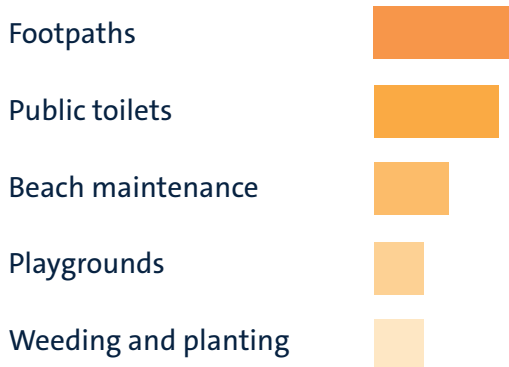 Footpaths
Public toilets
Beach maintenance
Playgrounds
Weeding and planting